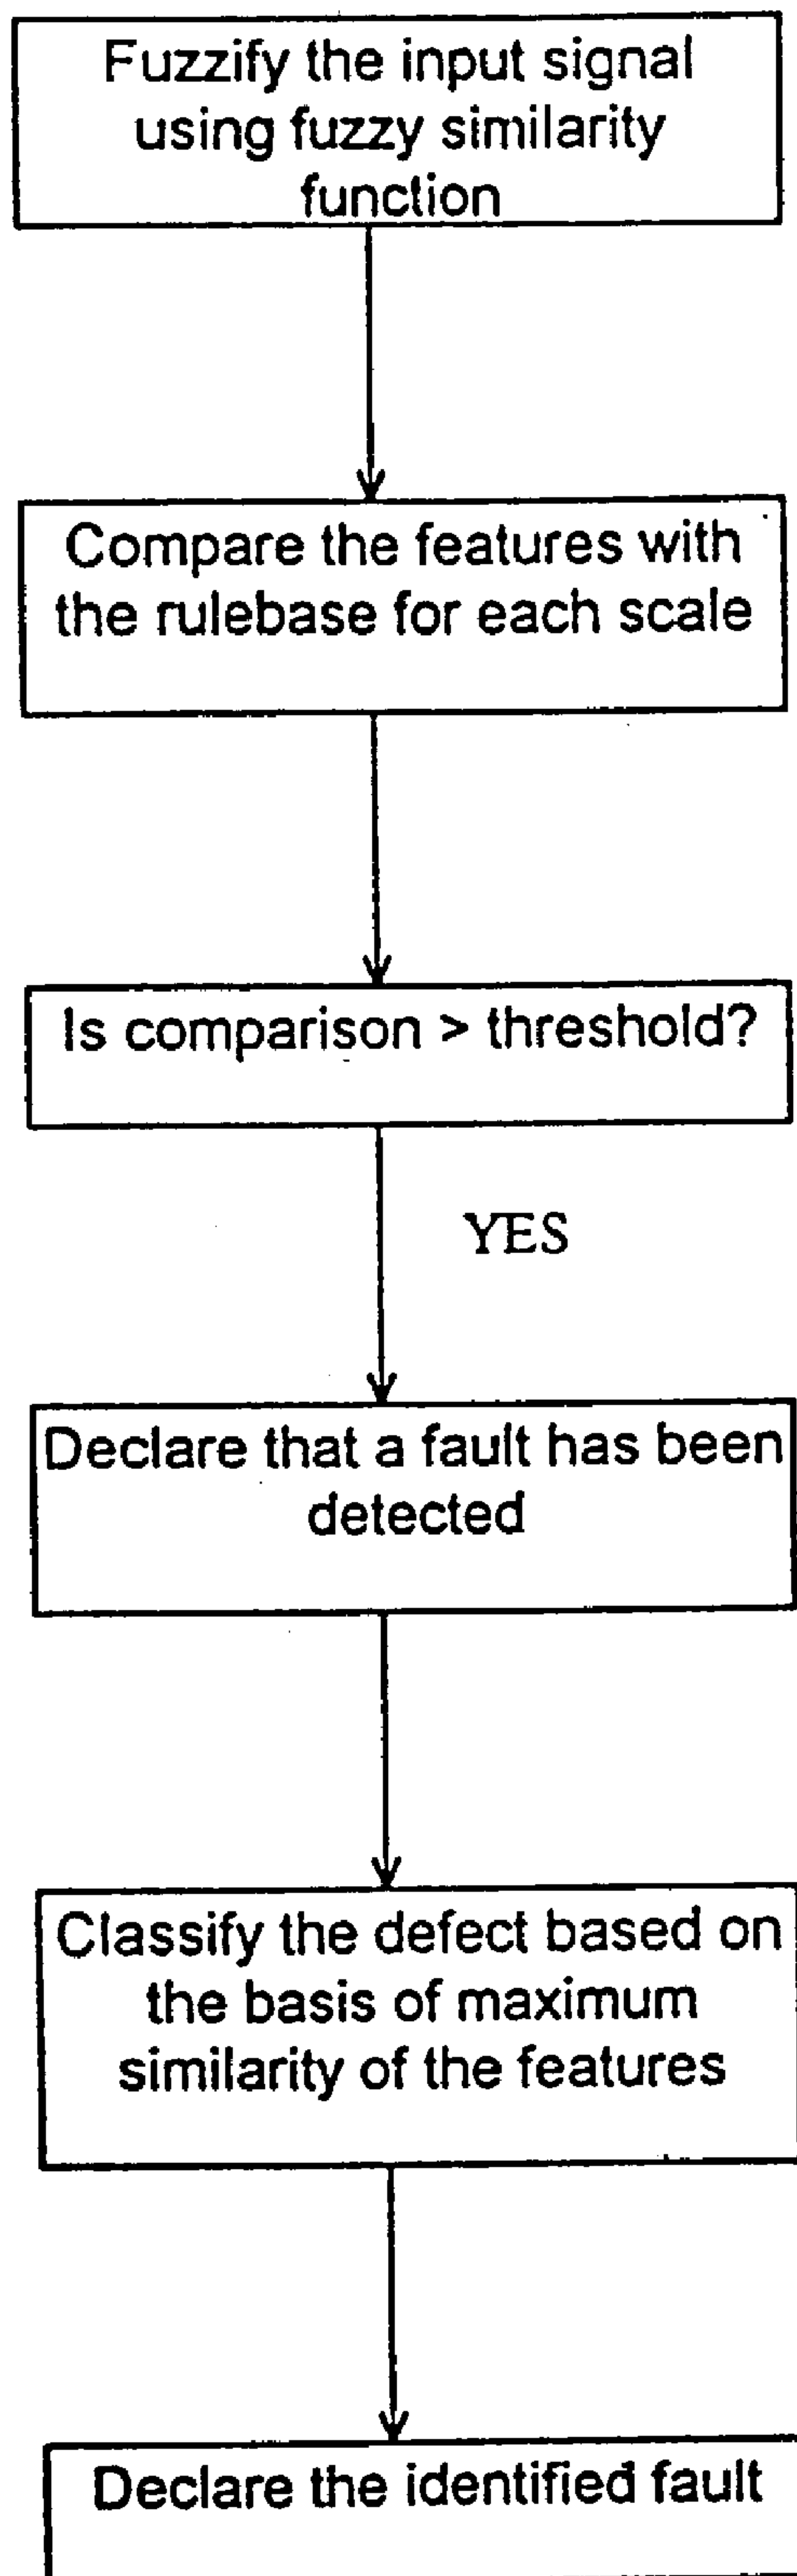 Fuzzify the input signal
using fuzzy similarity
function
Compare the features with
the rulebase for each scale
Is comparison > threshold?
YES
Declare that a fault has been
detected
Classify the defect based on
the basis of maximum
similarity of the features
Declare the identified fault